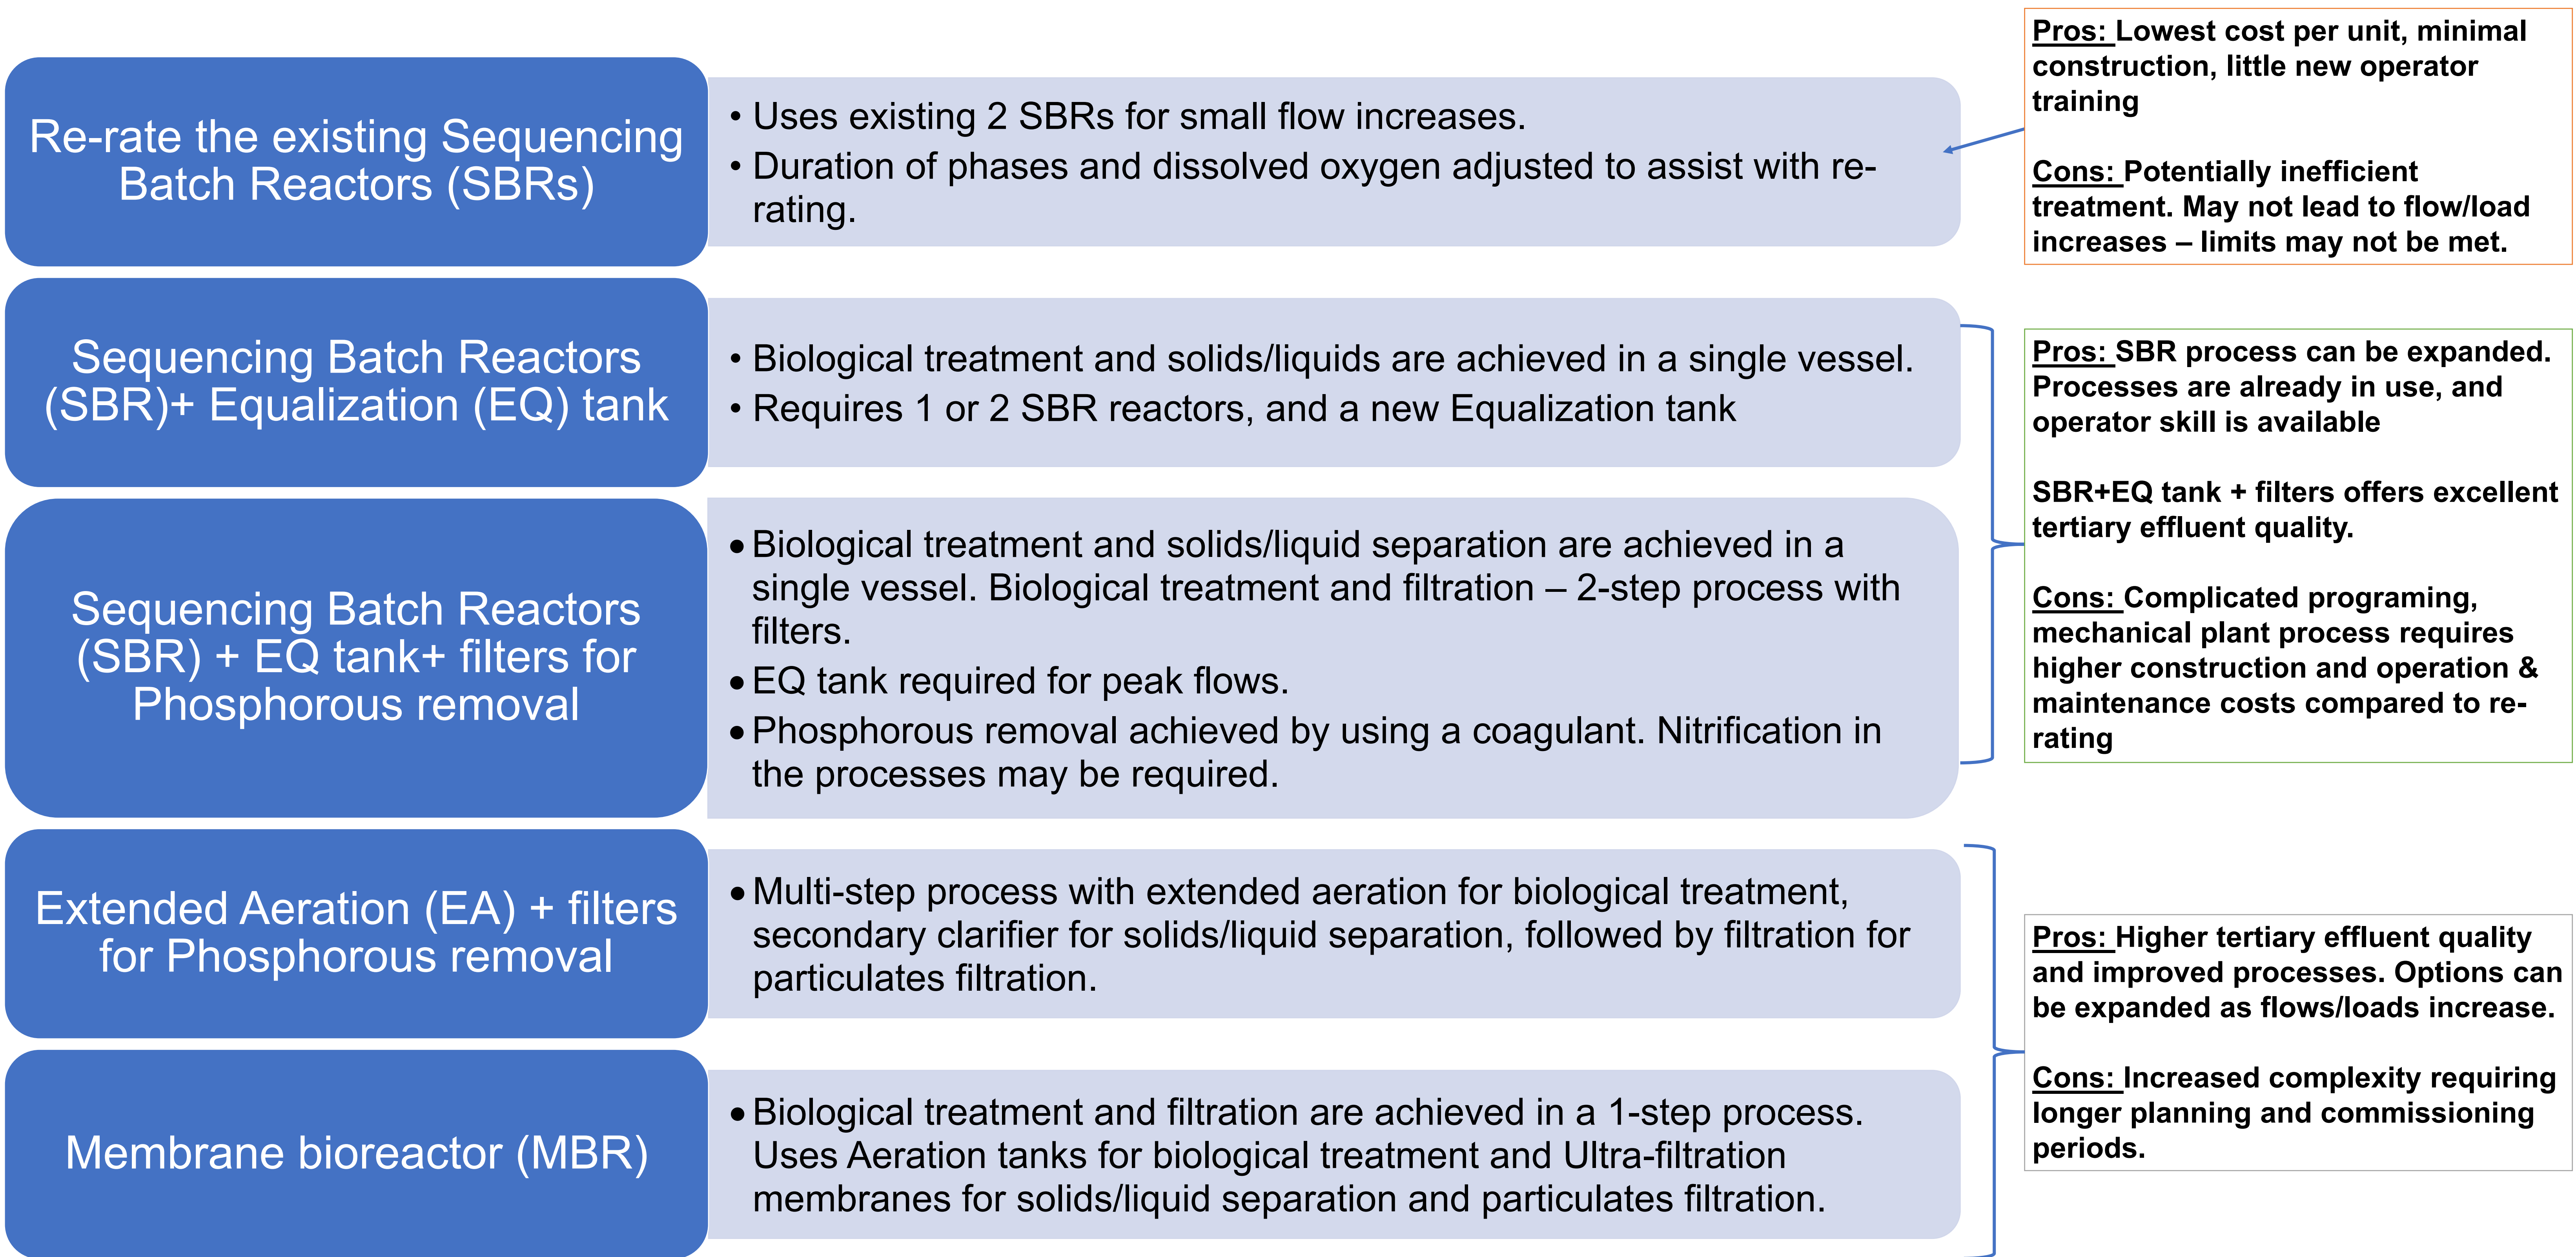 Re-rate the existing Sequencing
Batch Reactors (SBRs)
• Uses existing 2 SBRs for small flow increases.
• Duration of phases and dissolved oxygen adjusted to assist with re-
rating.
Pros: Lowest cost per unit, minimal
construction, little new operator
training
Cons: Potentially inefficient
treatment. May not lead to flow/load
increases – limits may not be met.
Sequencing Batch Reactors
(SBR)+ Equalization (EQ) tank
• Biological treatment and solids/liquids are achieved in a single vessel.
• Requires 1 or 2 SBR reactors, and a new Equalization tank
Sequencing Batch Reactors
(SBR) + EQ tank+ filters for
Phosphorous removal
• Biological treatment and solids/liquid separation are achieved in a
single vessel. Biological treatment and filtration – 2-step process with
filters.
• EQ tank required for peak flows.
• Phosphorous removal achieved by using a coagulant. Nitrification in
the processes may be required.
Pros: SBR process can be expanded.
Processes are already in use, and
operator skill is available
SBR+EQ tank + filters offers excellent
tertiary effluent quality.
Cons: Complicated programing,
mechanical plant process requires
higher construction and operation &
maintenance costs compared to re-
rating
Extended Aeration (EA) + filters
for Phosphorous removal
• Multi-step process with extended aeration for biological treatment,
secondary clarifier for solids/liquid separation, followed by filtration for
particulates filtration.
Membrane bioreactor (MBR)
• Biological treatment and filtration are achieved in a 1-step process.
Uses Aeration tanks for biological treatment and Ultra-filtration
membranes for solids/liquid separation and particulates filtration.
Pros: Higher tertiary effluent quality
and improved processes. Options can
be expanded as flows/loads increase.
Cons: Increased complexity requiring
longer planning and commissioning
periods.